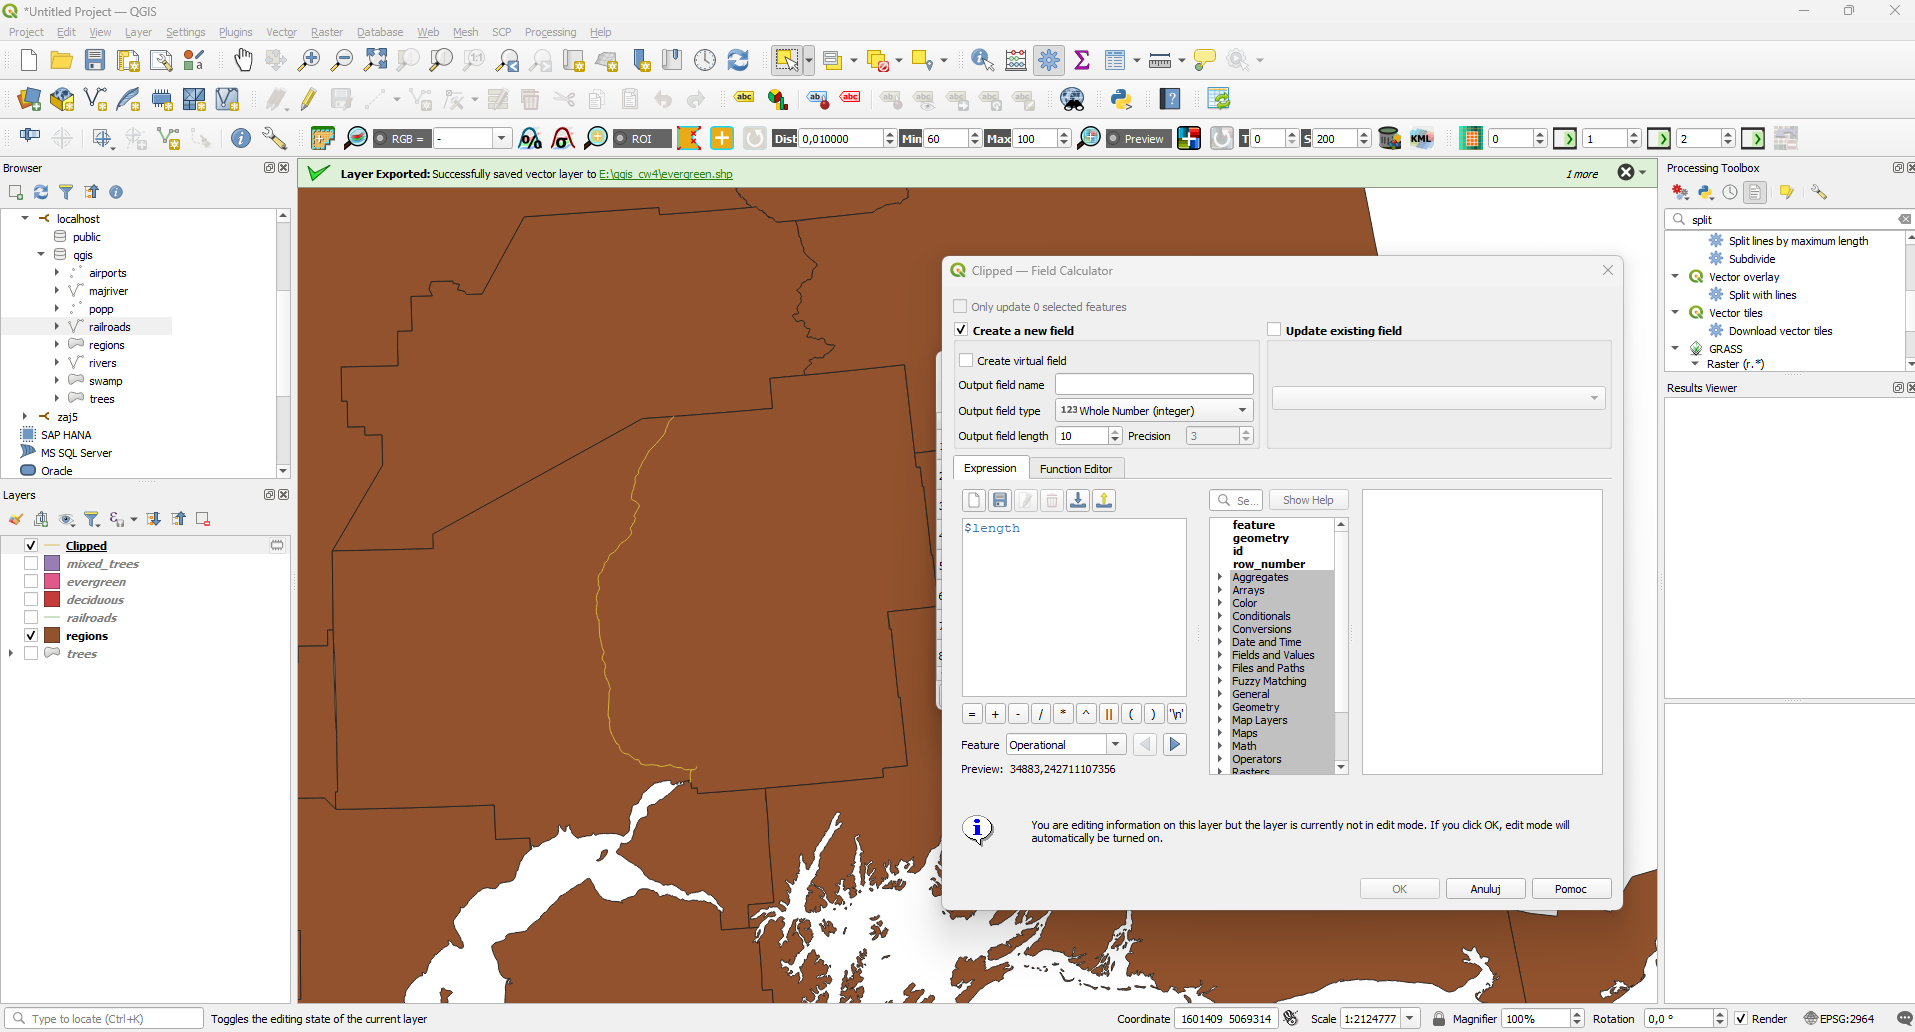 *Untitled Project — QGIS
Project Edit View Layer Settings Plugins Vector Raster Database Web Mesh SCP Processing Help
RGB = - ROI Dist 0,010000 Min 60 Max 100 Preview T 0 S 200 KML 0 1 2
Browser
localhost
public
qgis
airports
majriver
popp
railroads
regions
rivers
swamp
trees
zaj5
SAP HANA
MS SQL Server
Oracle
Layers
Clipped
mixed_trees
evergreen
deciduous
railroads
regions
trees
Layer Exported: Successfully saved vector layer to E:\qgis_cw4\evergreen.shp
1 more
Clipped — Field Calculator
Only update 0 selected features
Create a new field
Update existing field
Create virtual field
Output field name
Output field type 123 Whole Number (integer)
Output field length 10 Precision 3
Expression Function Editor
Se... Show Help
$length
feature
geometry
id
row_number
Aggregates
Arrays
Color
Conditionals
Conversions
Date and Time
Fields and Values
Files and Paths
Fuzzy Matching
General
Geometry
Map Layers
Maps
Math
Operators
Rasters
= + - / * ^ || ( ) '\n'
Feature Operational
Preview: 34883,242711107356
You are editing information on this layer but the layer is currently not in edit mode. If you click OK, edit mode will
automatically be turned on.
OK Anuluj Pomoc
Processing Toolbox
split
Split lines by maximum length
Subdivide
Vector overlay
Split with lines
Vector tiles
Download vector tiles
GRASS
Raster (r.*)
Results Viewer
Type to locate (Ctrl+K) Toggles the editing state of the current layer Coordinate 1601409 5069314 Scale 1:2124777 Magnifier 100% Rotation 0,0 ° Render EPSG:2964